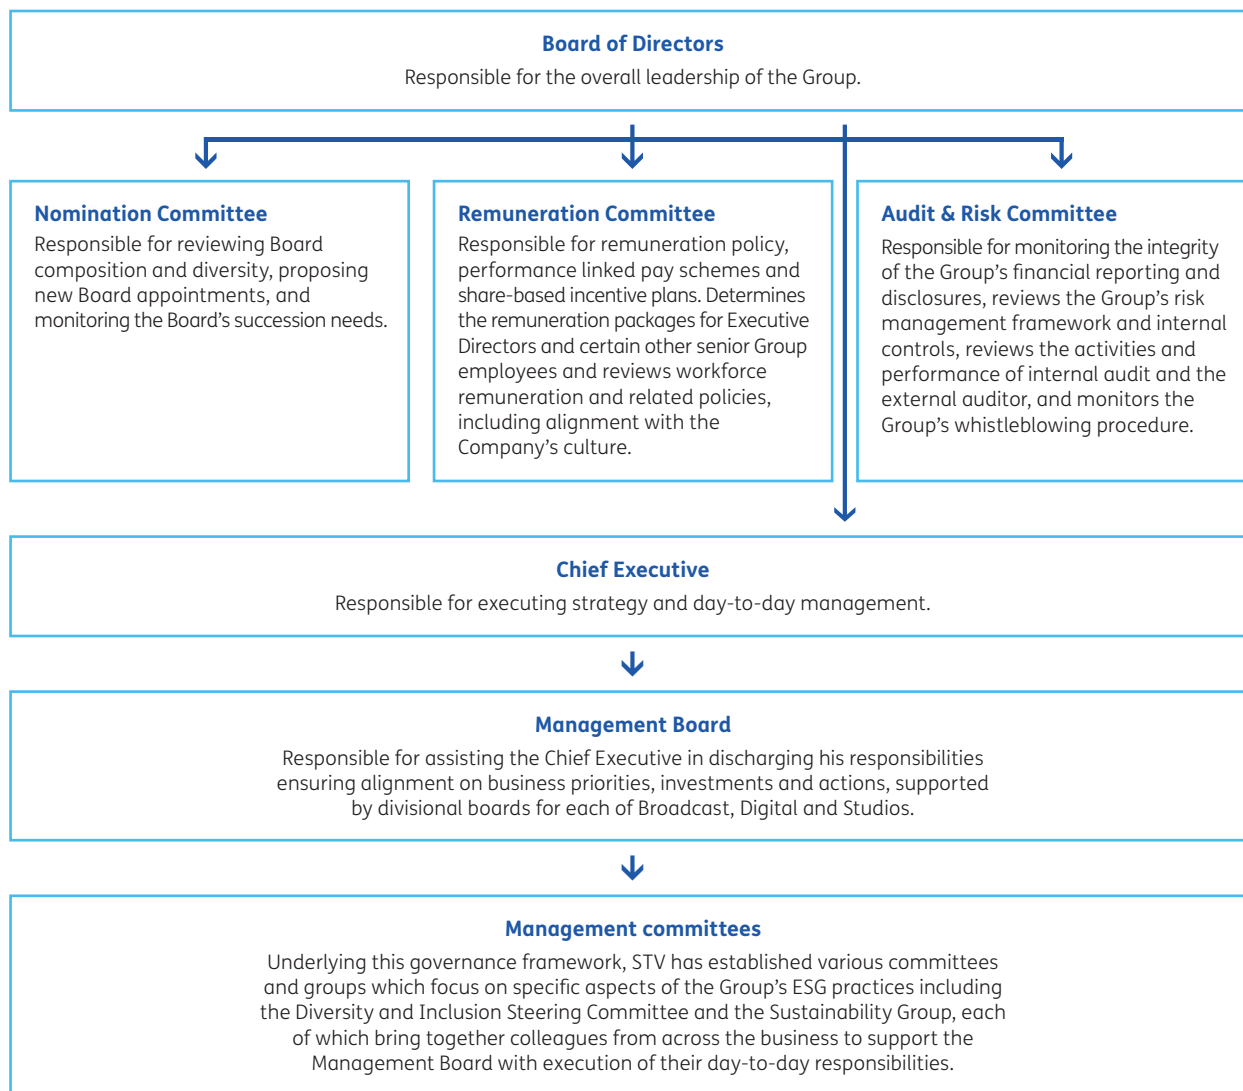 Board of Directors
Responsible for the overall leadership of the Group.
Nomination Committee
Responsible for reviewing Board
composition and diversity, proposing
new Board appointments, and
monitoring the Board’s succession needs.
Remuneration Committee
Responsible for remuneration policy,
performance linked pay schemes and
share-based incentive plans. Determines
the remuneration packages for Executive
Directors and certain other senior Group
employees and reviews workforce
remuneration and related policies,
including alignment with the
Company’s culture.
Audit & Risk Committee
Responsible for monitoring the integrity
of the Group’s financial reporting and
disclosures, reviews the Group’s risk
management framework and internal
controls, reviews the activities and
performance of internal audit and the
external auditor, and monitors the
Group’s whistleblowing procedure.
Chief Executive
Responsible for executing strategy and day-to-day management.
Management Board
Responsible for assisting the Chief Executive in discharging his responsibilities
ensuring alignment on business priorities, investments and actions, supported
by divisional boards for each of Broadcast, Digital and Studios.
Management committees
Underlying this governance framework, STV has established various committees
and groups which focus on specific aspects of the Group’s ESG practices including
the Diversity and Inclusion Steering Committee and the Sustainability Group, each
of which bring together colleagues from across the business to support the
Management Board with execution of their day-to-day responsibilities.